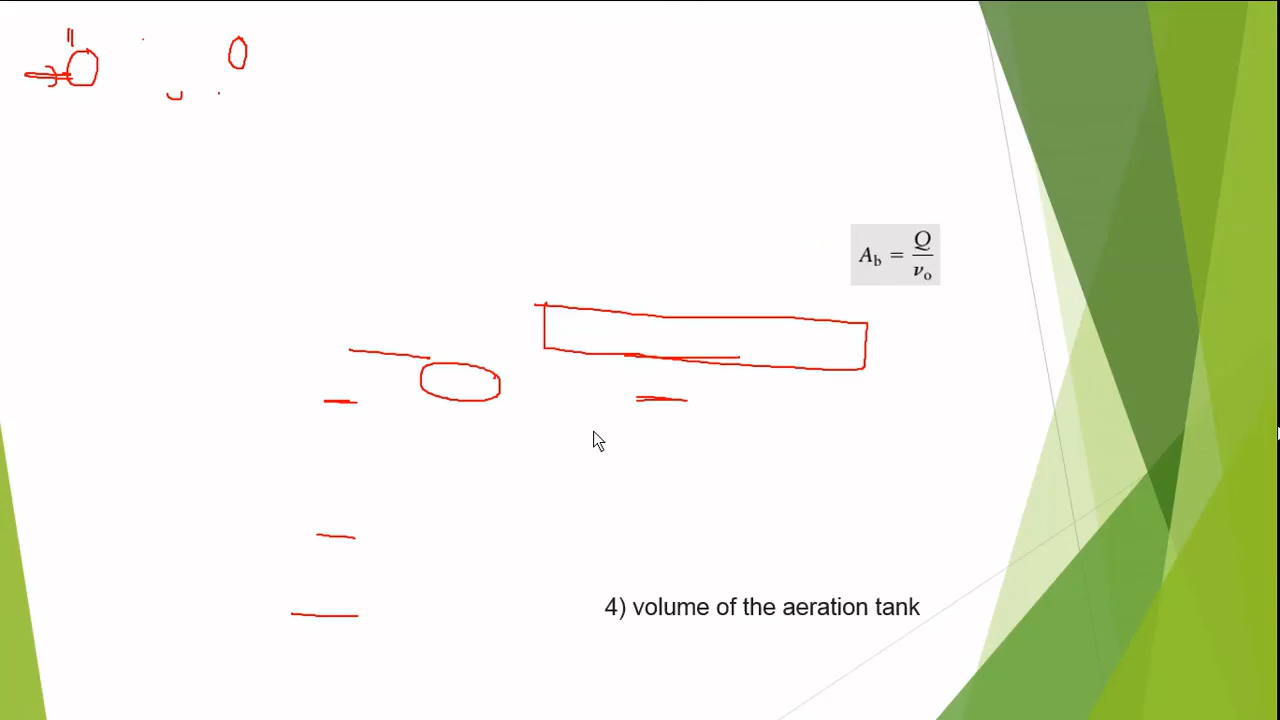 A_b = Q / ν_o
4) volume of the aeration tank